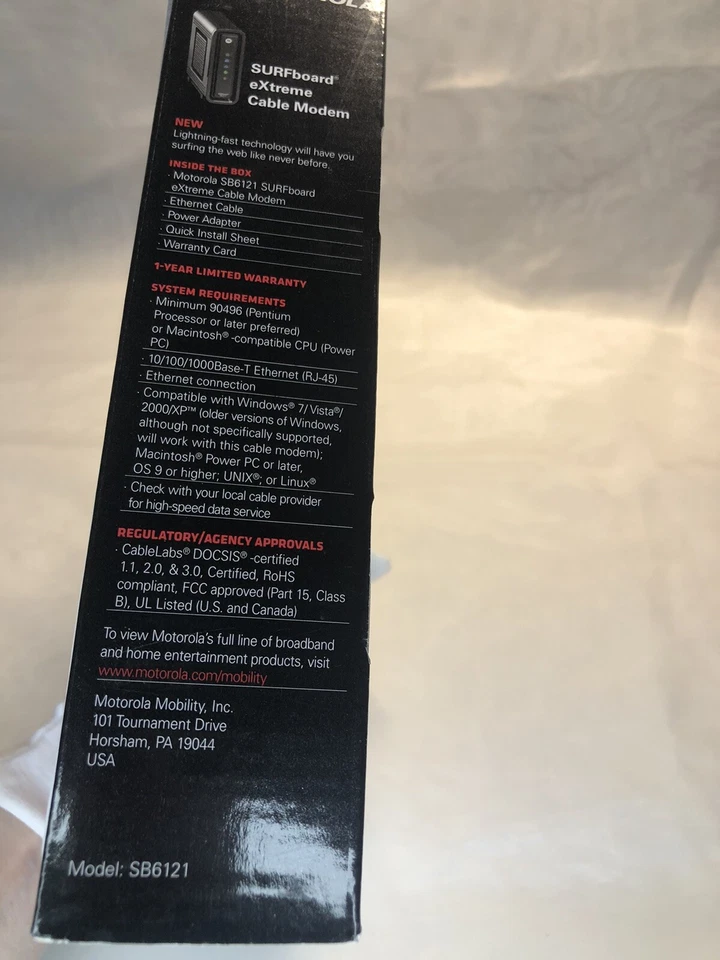 SURFboard®
eXtreme
Cable Modem
NEW
Lightning-fast technology will have you
surfing the web like never before.
INSIDE THE BOX
· Motorola SB6121 SURFboard
eXtreme Cable Modem
· Ethernet Cable
· Power Adapter
· Quick Install Sheet
· Warranty Card
1-YEAR LIMITED WARRANTY
SYSTEM REQUIREMENTS
· Minimum 90496 (Pentium
Processor or later preferred)
or Macintosh®-compatible CPU (Power
PC)
· 10/100/1000Base-T Ethernet (RJ-45)
· Ethernet connection
· Compatible with Windows® 7/Vista®/
2000/XP™ (older versions of Windows,
although not specifically supported,
will work with this cable modem);
Macintosh® Power PC or later,
OS 9 or higher; UNIX®; or Linux®
· Check with your local cable provider
for high-speed data service
REGULATORY/AGENCY APPROVALS
· CableLabs® DOCSIS®-certified
1.1, 2.0, & 3.0, Certified, RoHS
compliant, FCC approved (Part 15, Class
B), UL Listed (U.S. and Canada)
To view Motorola's full line of broadband
and home entertainment products, visit
www.motorola.com/mobility
Motorola Mobility, Inc.
101 Tournament Drive
Horsham, PA 19044
USA
Model: SB6121